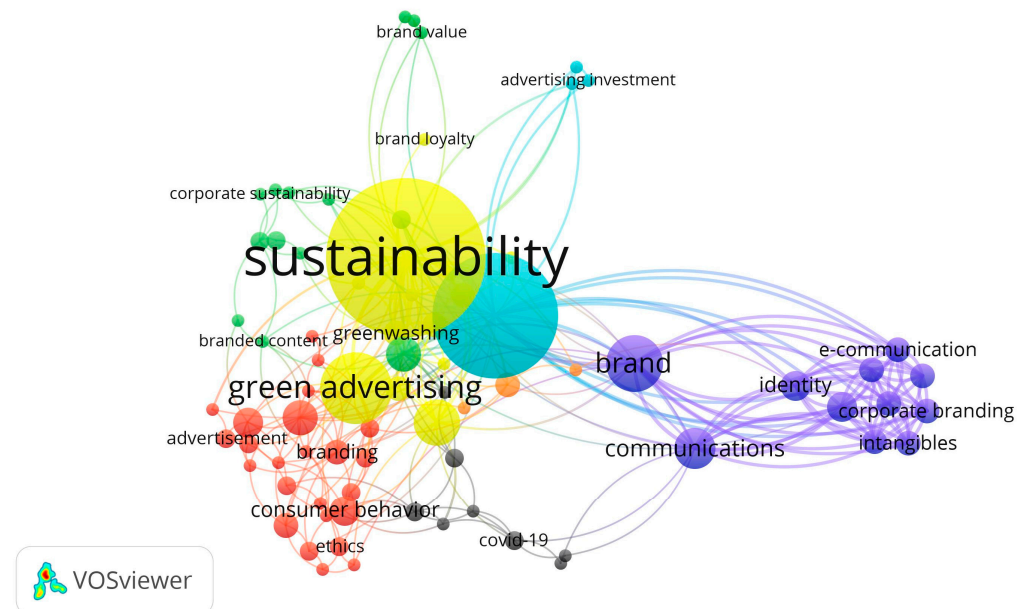 brand value
advertising investment
brand loyalty
corporate sustainability
sustainability
branded content
greenwashing
e-communication
brand
identity
green advertising
corporate branding
advertisement
branding
communications
intangibles
consumer behavior
covid-19
ethics
VOSviewer